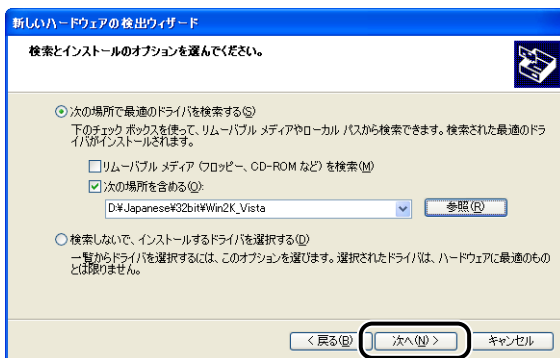 新しいハードウェアの検出ウィザード
検索とインストールのオプションを選んでください。
次の場所で最適のドライバを検索する(S)
下のチェック ボックスを使って、リムーバブル メディアやローカル パスから検索できます。検索された最適のドラ
イバがインストールされます。
リムーバブル メディア (フロッピー、CD-ROM など) を検索(M)
次の場所を含める(O):
D:¥Japanese¥32bit¥Win2K_Vista
参照(R)
検索しないで、インストールするドライバを選択する(D)
一覧からドライバを選択するには、このオプションを選びます。選択されたドライバは、ハードウェアに最適のもの
とは限りません。
< 戻る(B) 次へ(N) > キャンセル